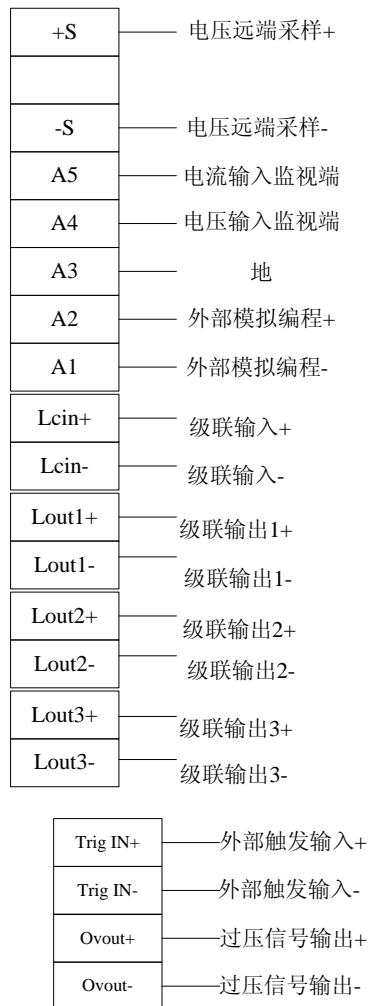 +S 电压远端采样+
-S 电压远端采样-
A5 电流输入监视端
A4 电压输入监视端
A3 地
A2 外部模拟编程+
A1 外部模拟编程-
Lcin+ 级联输入+
Lcin- 级联输入-
Lout1+ 级联输出1+
Lout1- 级联输出1-
Lout2+ 级联输出2+
Lout2- 级联输出2-
Lout3+ 级联输出3+
Lout3- 级联输出3-
Trig IN+ 外部触发输入+
Trig IN- 外部触发输入-
Ovout+ 过压信号输出+
Ovout- 过压信号输出-